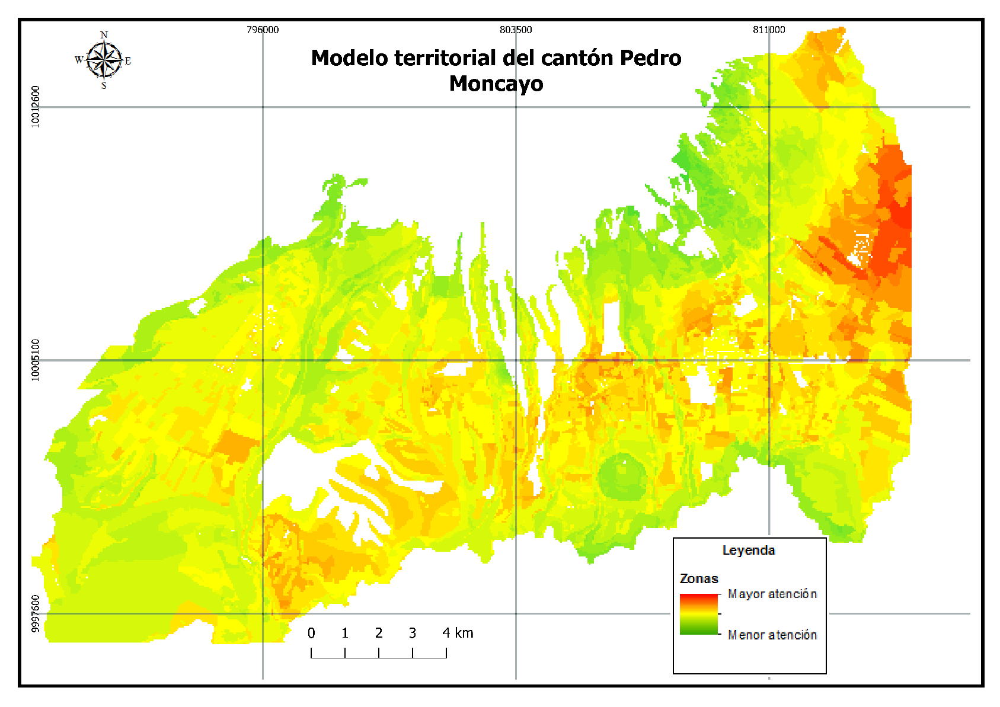 796000
803500
811000
N
W
E
S
Modelo territorial del cantón Pedro
Moncayo
10012600
10005100
9997600
0
1
2
3
4 km
Leyenda
Zonas
Mayor atención
Menor atención